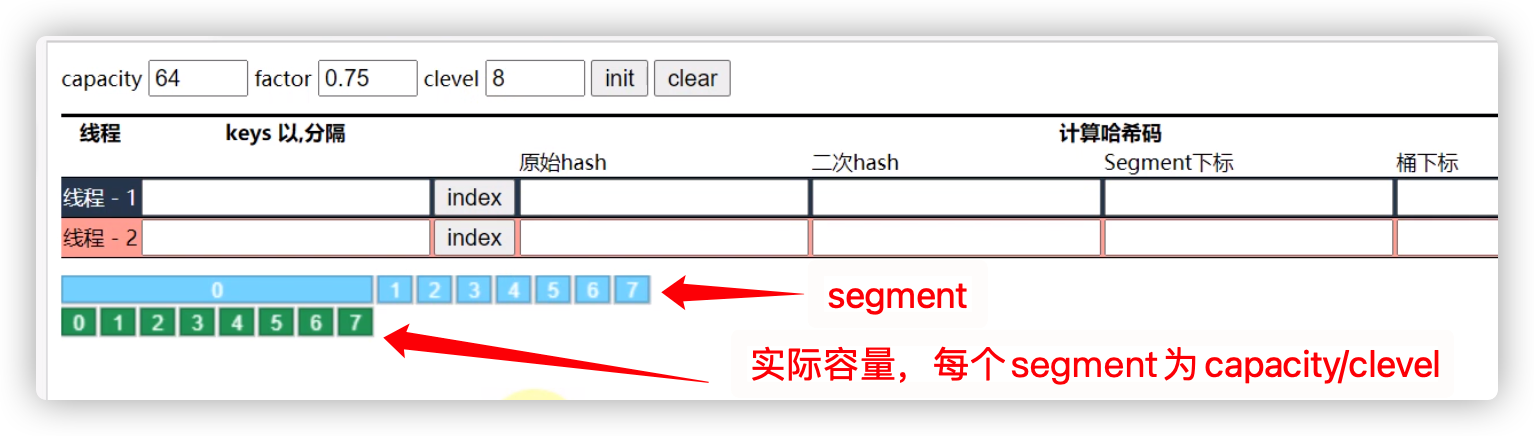 capacity 64 factor 0.75 clevel 8 init clear
线程 keys 以,分隔 计算哈希码
原始hash 二次hash Segment下标 桶下标
线程 - 1 index
线程 - 2 index
0 1 2 3 4 5 6 7
segment
0 1 2 3 4 5 6 7
实际容量，每个segment为capacity/clevel